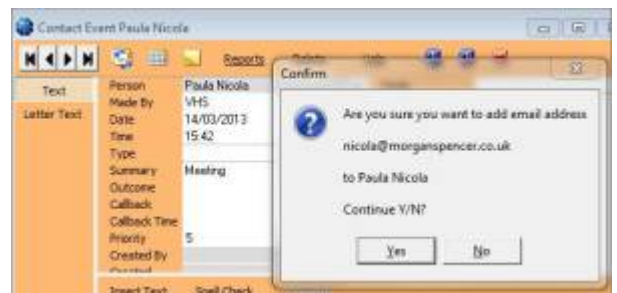 Contact Event Paula Nicola
Reports Delete Help
Text
Letter Text
Person Paula Nicola
Made By VHS
Date 14/03/2013
Time 15:42
Type
Summary Meeting
Outcome
Callback
Callback Time
Priority 5
Created By
Insert Text Spell Check
Confirm
Are you sure you want to add email address
nicola@morganspencer.co.uk
to Paula Nicola
Continue Y/N?
Yes No